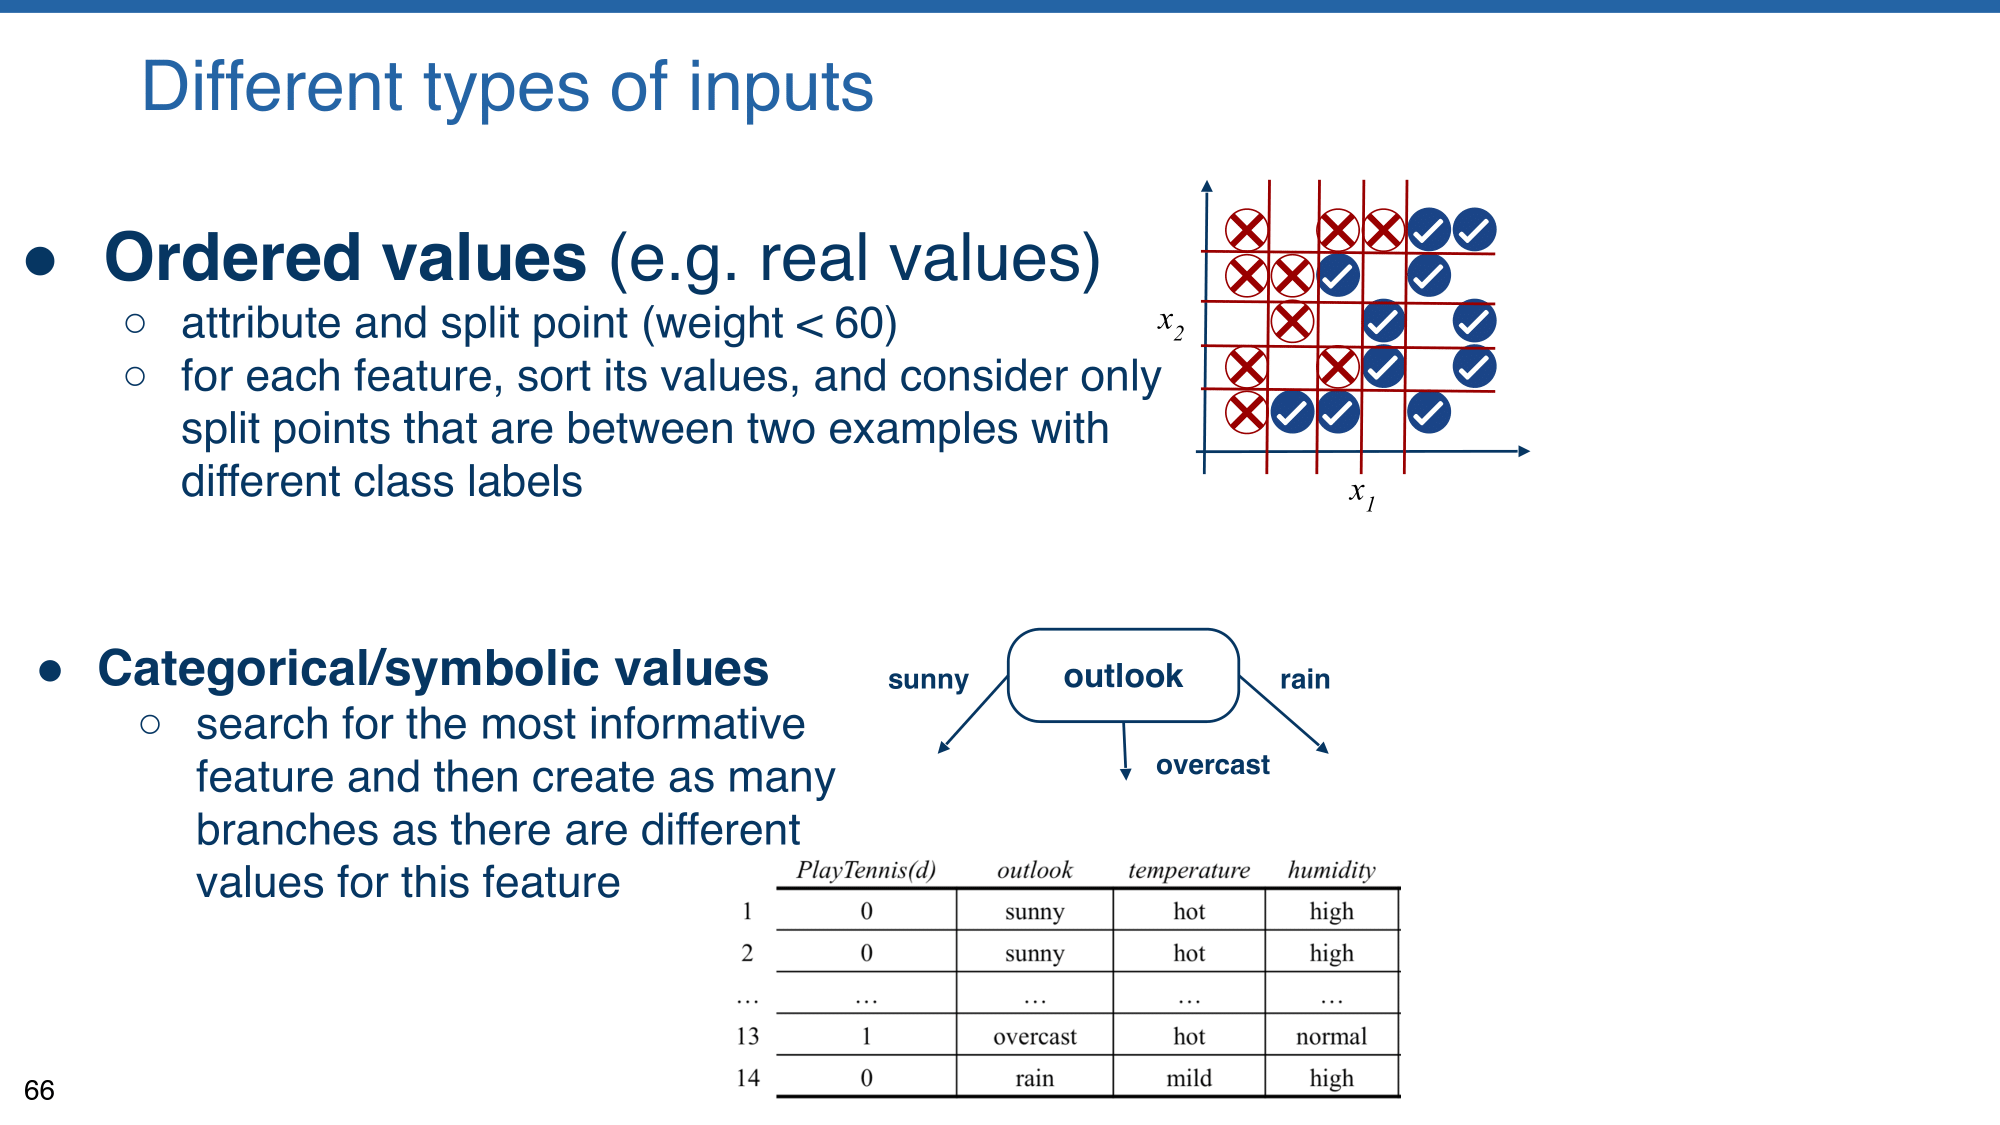 Different types of inputs
● Ordered values (e.g. real values)
○ attribute and split point (weight < 60)
○ for each feature, sort its values, and consider only
split points that are between two examples with
different class labels
x2
x1
● Categorical/symbolic values
○ search for the most informative
feature and then create as many
branches as there are different
values for this feature
sunny
outlook
rain
overcast
PlayTennis(d) outlook temperature humidity
1 0 sunny hot high
2 0 sunny hot high
… … … … …
13 1 overcast hot normal
14 0 rain mild high
66